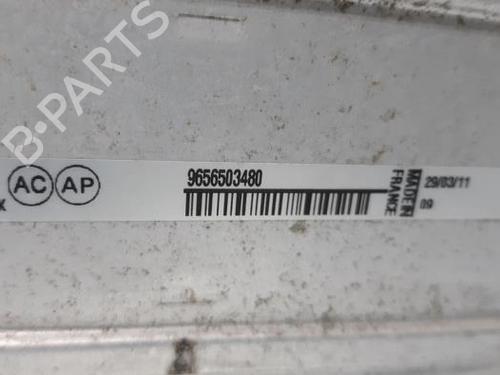 B-PARTS
AC AP
9656503480
MADE IN
FRANCE
29/03/11
09